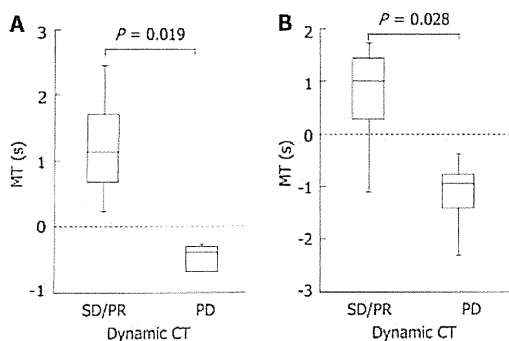 A
P = 0.019
3
2
1
0
-1
MT (s)
SD/PR PD
Dynamic CT
B
P = 0.028
2
1
0
-1
-2
-3
MT (s)
SD/PR PD
Dynamic CT